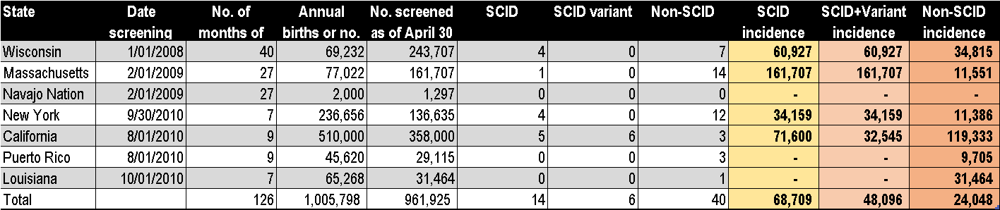 State Date No. of Annual No. screened SCID SCID variant Non-SCID SCID SCID+Variant Non-SCID
screening months of births or no. as of April 30 incidence incidence incidence
Wisconsin 1/01/2008 40 69,232 243,707 4 0 7 60,927 60,927 34,815
Massachusetts 2/01/2009 27 77,022 161,707 1 0 14 161,707 161,707 11,551
Navajo Nation 2/01/2009 27 2,000 1,297 0 0 0 - - -
New York 9/30/2010 7 236,656 136,635 4 0 12 34,159 34,159 11,386
California 8/01/2010 9 510,000 358,000 5 6 3 71,600 32,545 119,333
Puerto Rico 8/01/2010 9 45,620 29,115 0 0 3 - - 9,705
Louisiana 10/01/2010 7 65,268 31,464 0 0 1 - - 31,464
Total 126 1,005,798 961,925 14 6 40 68,709 48,096 24,048